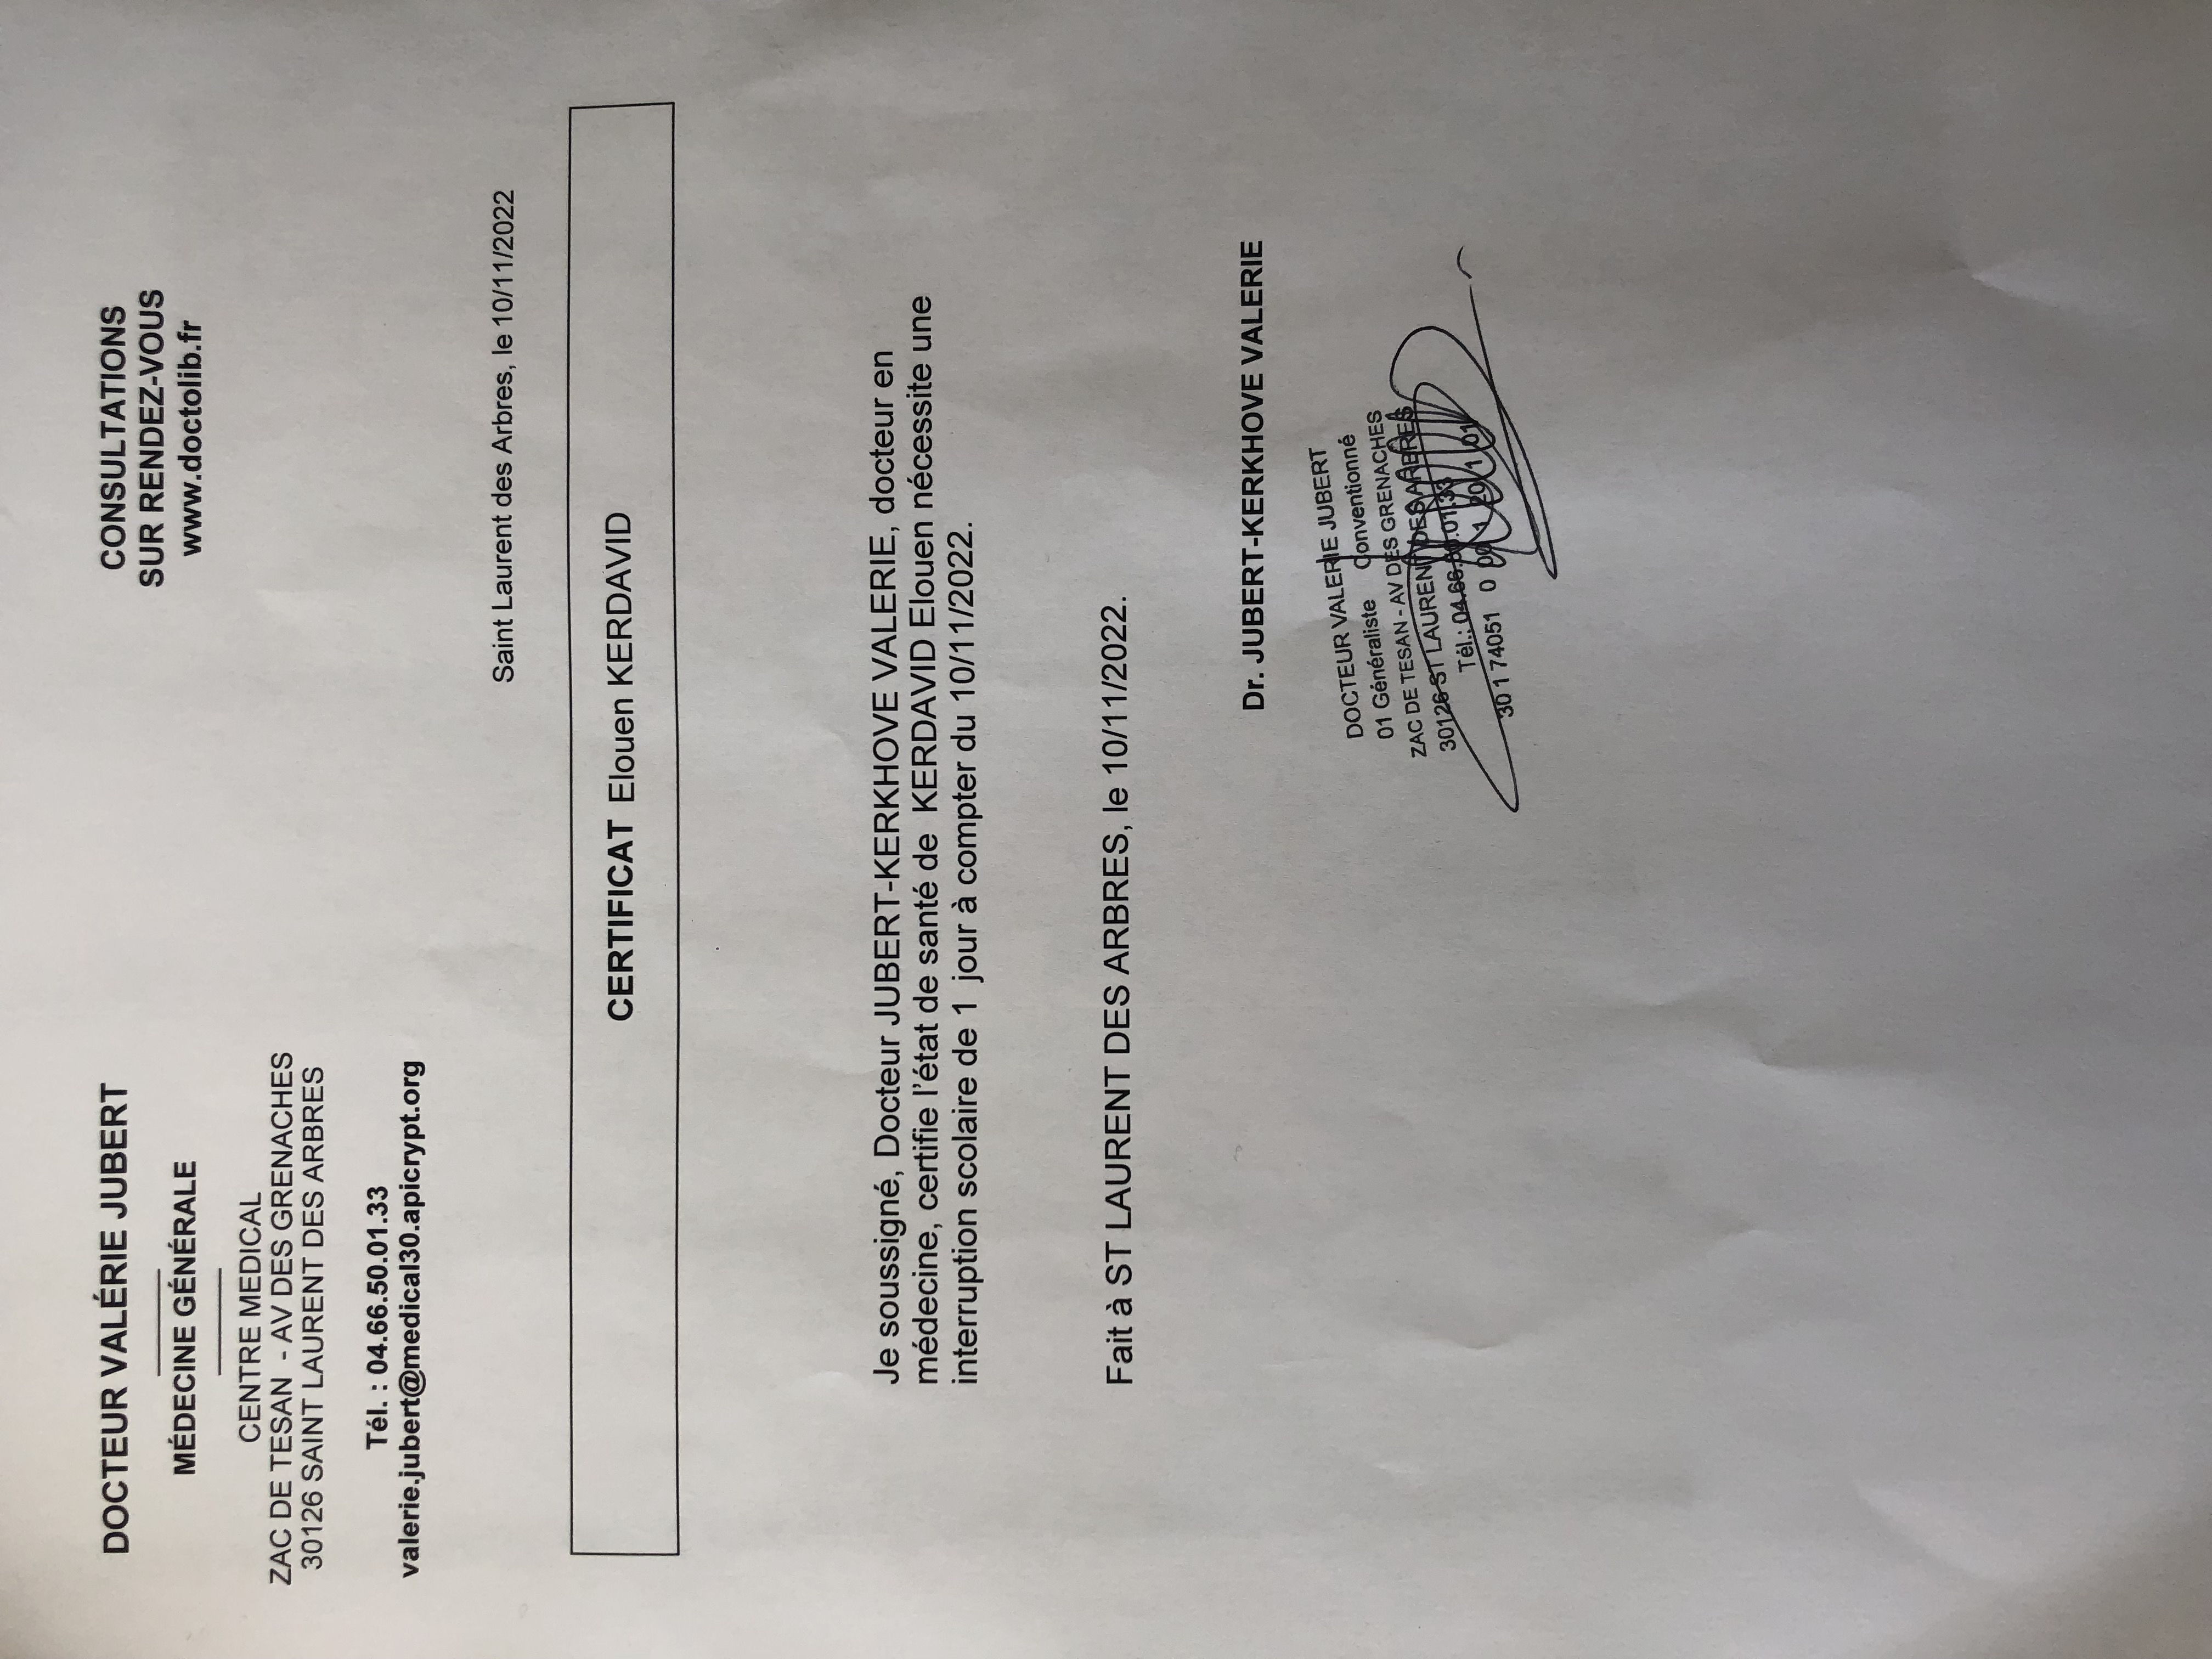 DOCTEUR VALÉRIE JUBERT
MÉDECINE GÉNÉRALE
CENTRE MEDICAL
ZAC DE TESAN - AV DES GRENACHES
30126 SAINT LAURENT DES ARBRES
Tél. : 04.66.50.01.33
valerie.jubert@medical30.apicrypt.org
CONSULTATIONS
SUR RENDEZ-VOUS
www.doctolib.fr
Saint Laurent des Arbres, le 10/11/2022
CERTIFICAT Elouen KERDAVID
Je soussigné, Docteur JUBERT-KERKHOVE VALERIE, docteur en
médecine, certifie l'état de santé de KERDAVID Elouen nécessite une
interruption scolaire de 1 jour à compter du 10/11/2022.
Fait à ST LAURENT DES ARBRES, le 10/11/2022.
Dr. JUBERT-KERKHOVE VALERIE
DOCTEUR VALERIE JUBERT
01 Généraliste Conventionné
ZAC DE TESAN - AV DES GRENACHES
30126 ST LAURENT DES ARBRES
Tél.: 04.66.50.01.33
30 1 74051 0